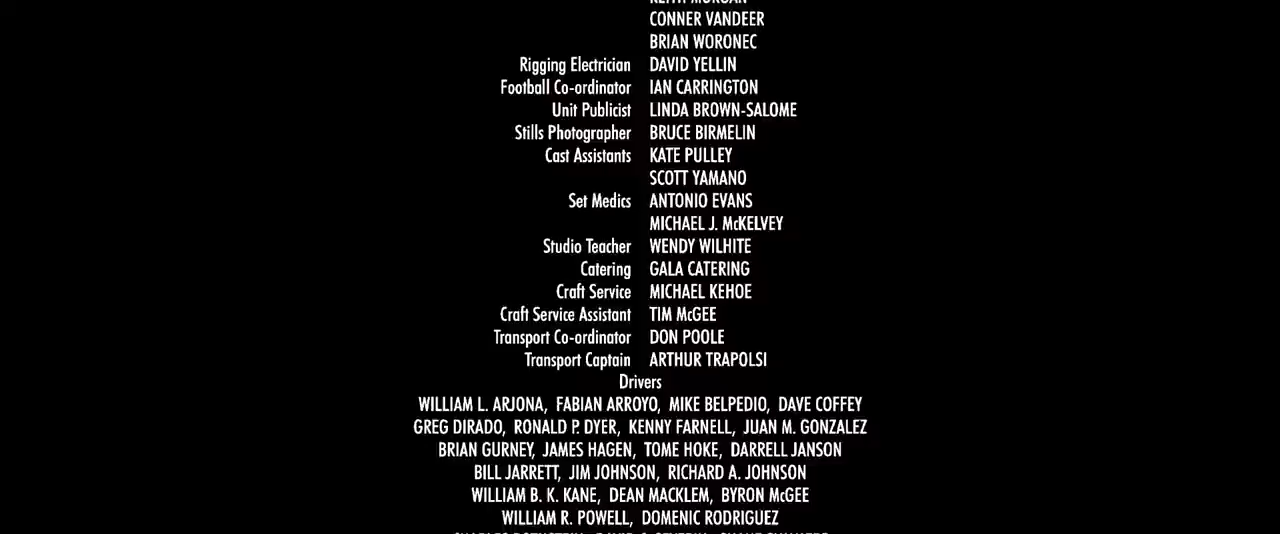 KEITH MORGAN
CONNER VANDEER
BRIAN WORONEC
Rigging Electrician DAVID YELLIN
Football Co-ordinator IAN CARRINGTON
Unit Publicist LINDA BROWN-SALOME
Stills Photographer BRUCE BIRMELIN
Cast Assistants KATE PULLEY
SCOTT YAMANO
Set Medics ANTONIO EVANS
MICHAEL J. McKELVEY
Studio Teacher WENDY WILHITE
Catering GALA CATERING
Craft Service MICHAEL KEHOE
Craft Service Assistant TIM McGEE
Transport Co-ordinator DON POOLE
Transport Captain ARTHUR TRAPOLSI
Drivers
WILLIAM L. ARJONA, FABIAN ARROYO, MIKE BELPEDIO, DAVE COFFEY
GREG DIRADO, RONALD P. DYER, KENNY FARNELL, JUAN M. GONZALEZ
BRIAN GURNEY, JAMES HAGEN, TOME HOKE, DARRELL JANSON
BILL JARRETT, JIM JOHNSON, RICHARD A. JOHNSON
WILLIAM B. K. KANE, DEAN MACKLEM, BYRON McGEE
WILLIAM R. POWELL, DOMENIC RODRIGUEZ